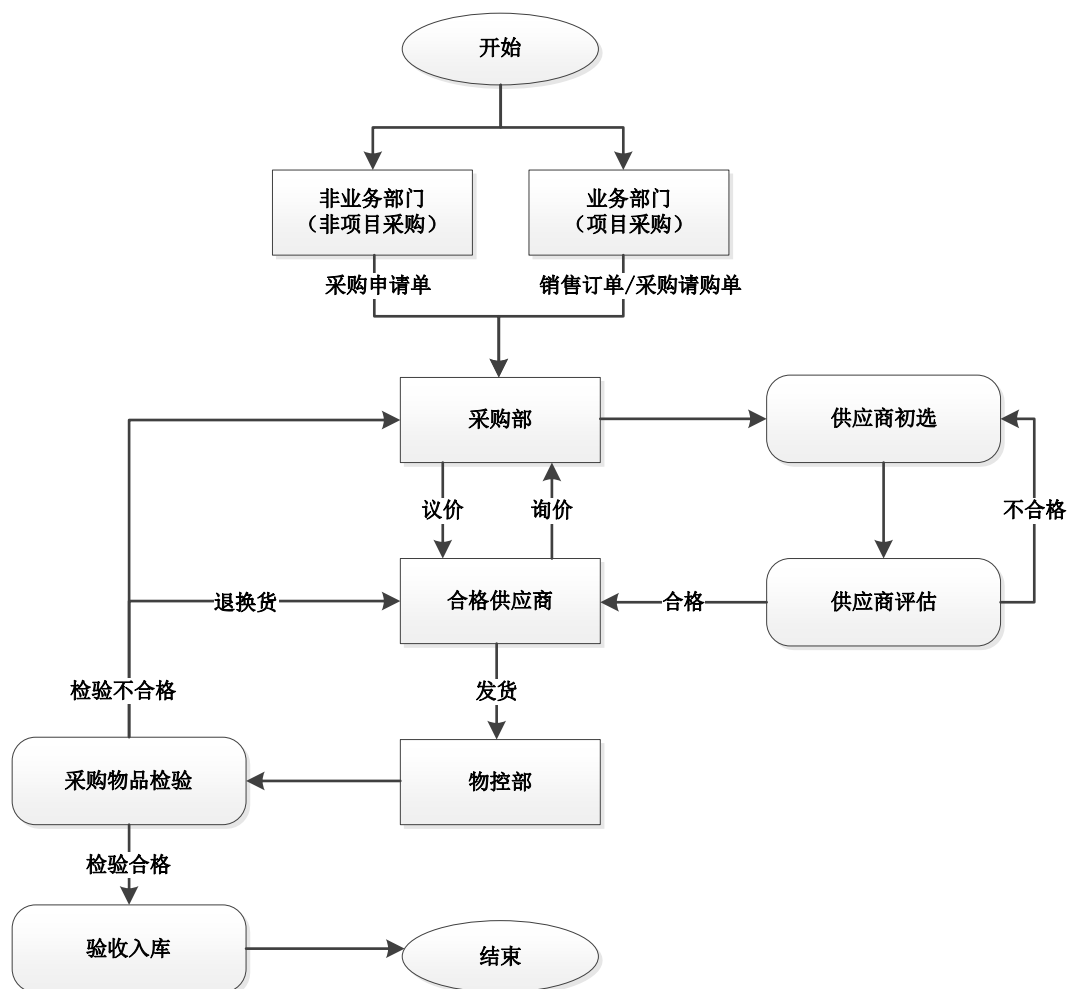 开始
非业务部门
（非项目采购）
业务部门
（项目采购）
采购申请单
销售订单/采购请购单
采购部
供应商初选
议价
询价
不合格
退换货
合格供应商
合格
供应商评估
检验不合格
发货
采购物品检验
物控部
检验合格
验收入库
结束